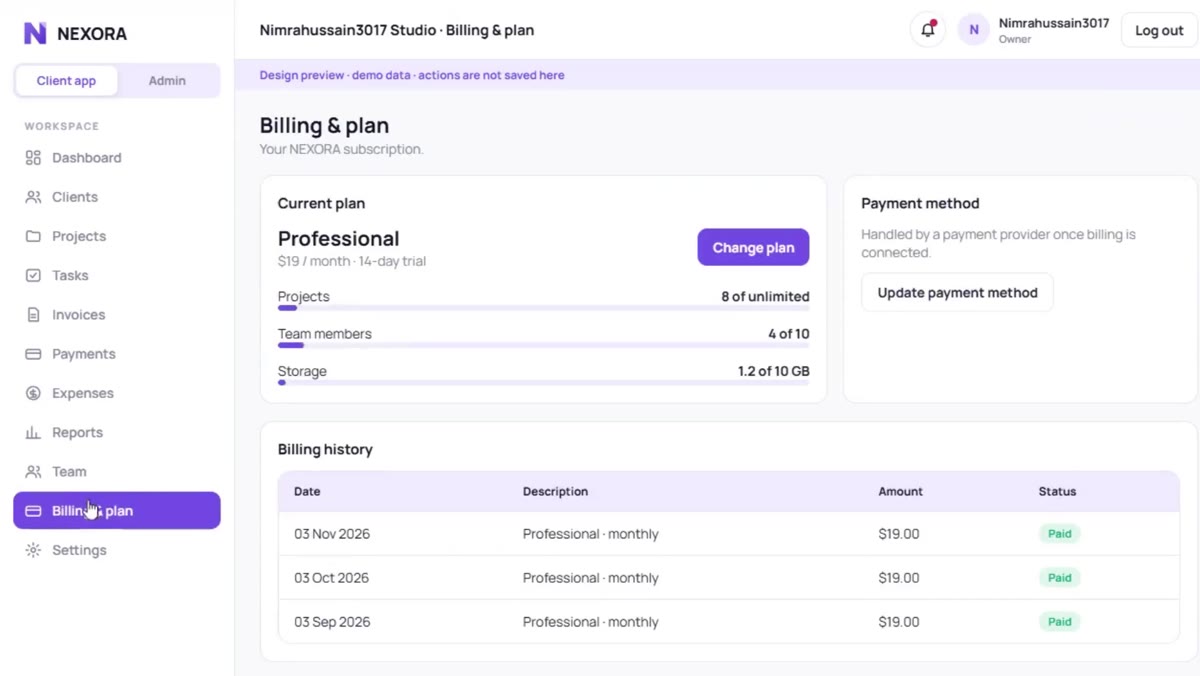 NEXORA
Client app
Admin
WORKSPACE
Dashboard
Clients
Projects
Tasks
Invoices
Payments
Expenses
Reports
Team
Billing & plan
Settings
Nimrahussain3017 Studio · Billing & plan
N
Nimrahussain3017
Owner
Log out
Design preview · demo data · actions are not saved here
Billing & plan
Your NEXORA subscription.
Current plan
Professional
$19 / month · 14-day trial
Change plan
Projects
8 of unlimited
Team members
4 of 10
Storage
1.2 of 10 GB
Payment method
Handled by a payment provider once billing is
connected.
Update payment method
Billing history
Date Description Amount Status
03 Nov 2026 Professional · monthly $19.00 Paid
03 Oct 2026 Professional · monthly $19.00 Paid
03 Sep 2026 Professional · monthly $19.00 Paid